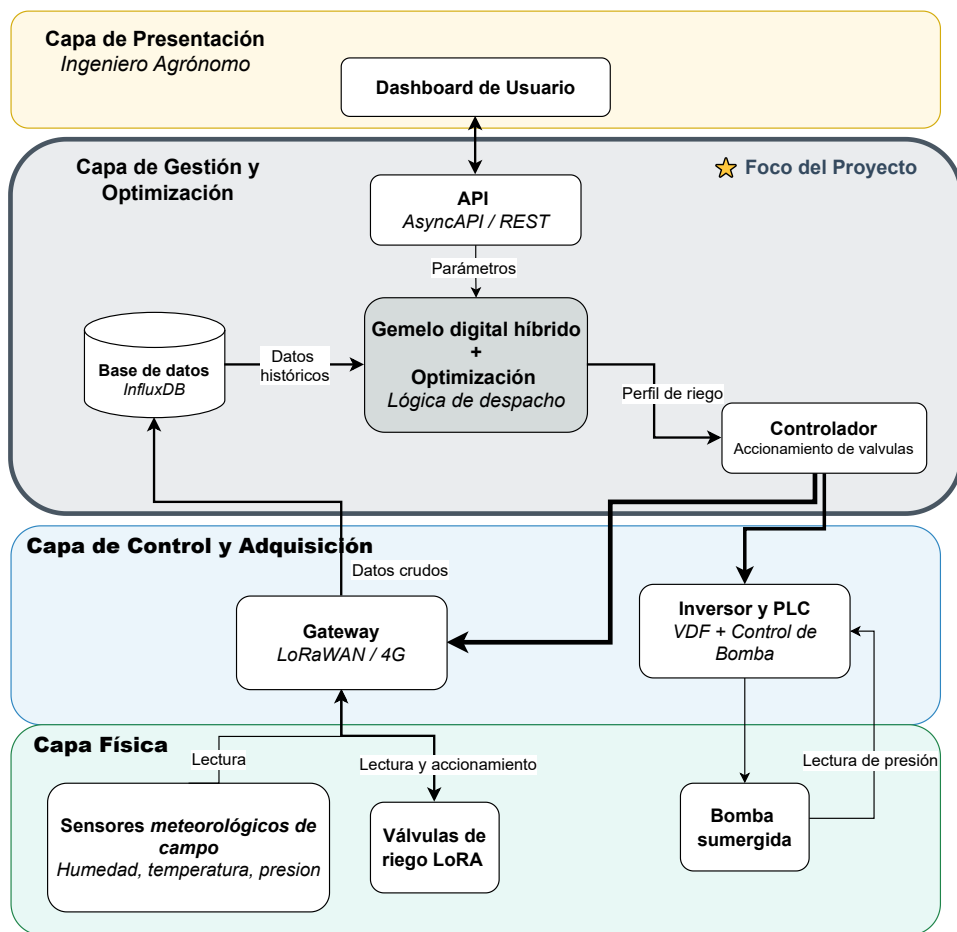 Capa de Presentación
Ingeniero Agrónomo
Dashboard de Usuario
Capa de Gestión y
Optimización
Foco del Proyecto
API
AsyncAPI / REST
Parámetros
Gemelo digital híbrido
+
Optimización
Lógica de despacho
Base de datos
InfluxDB
Datos
históricos
Perfil de riego
Controlador
Accionamiento de valvulas
Capa de Control y Adquisición
Datos crudos
Gateway
LoRaWAN / 4G
Inversor y PLC
VDF + Control de
Bomba
Capa Física
Lectura
Lectura y accionamiento
Lectura de presión
Sensores meteorológicos de
campo
Humedad, temperatura, presion
Válvulas de
riego LoRA
Bomba
sumergida